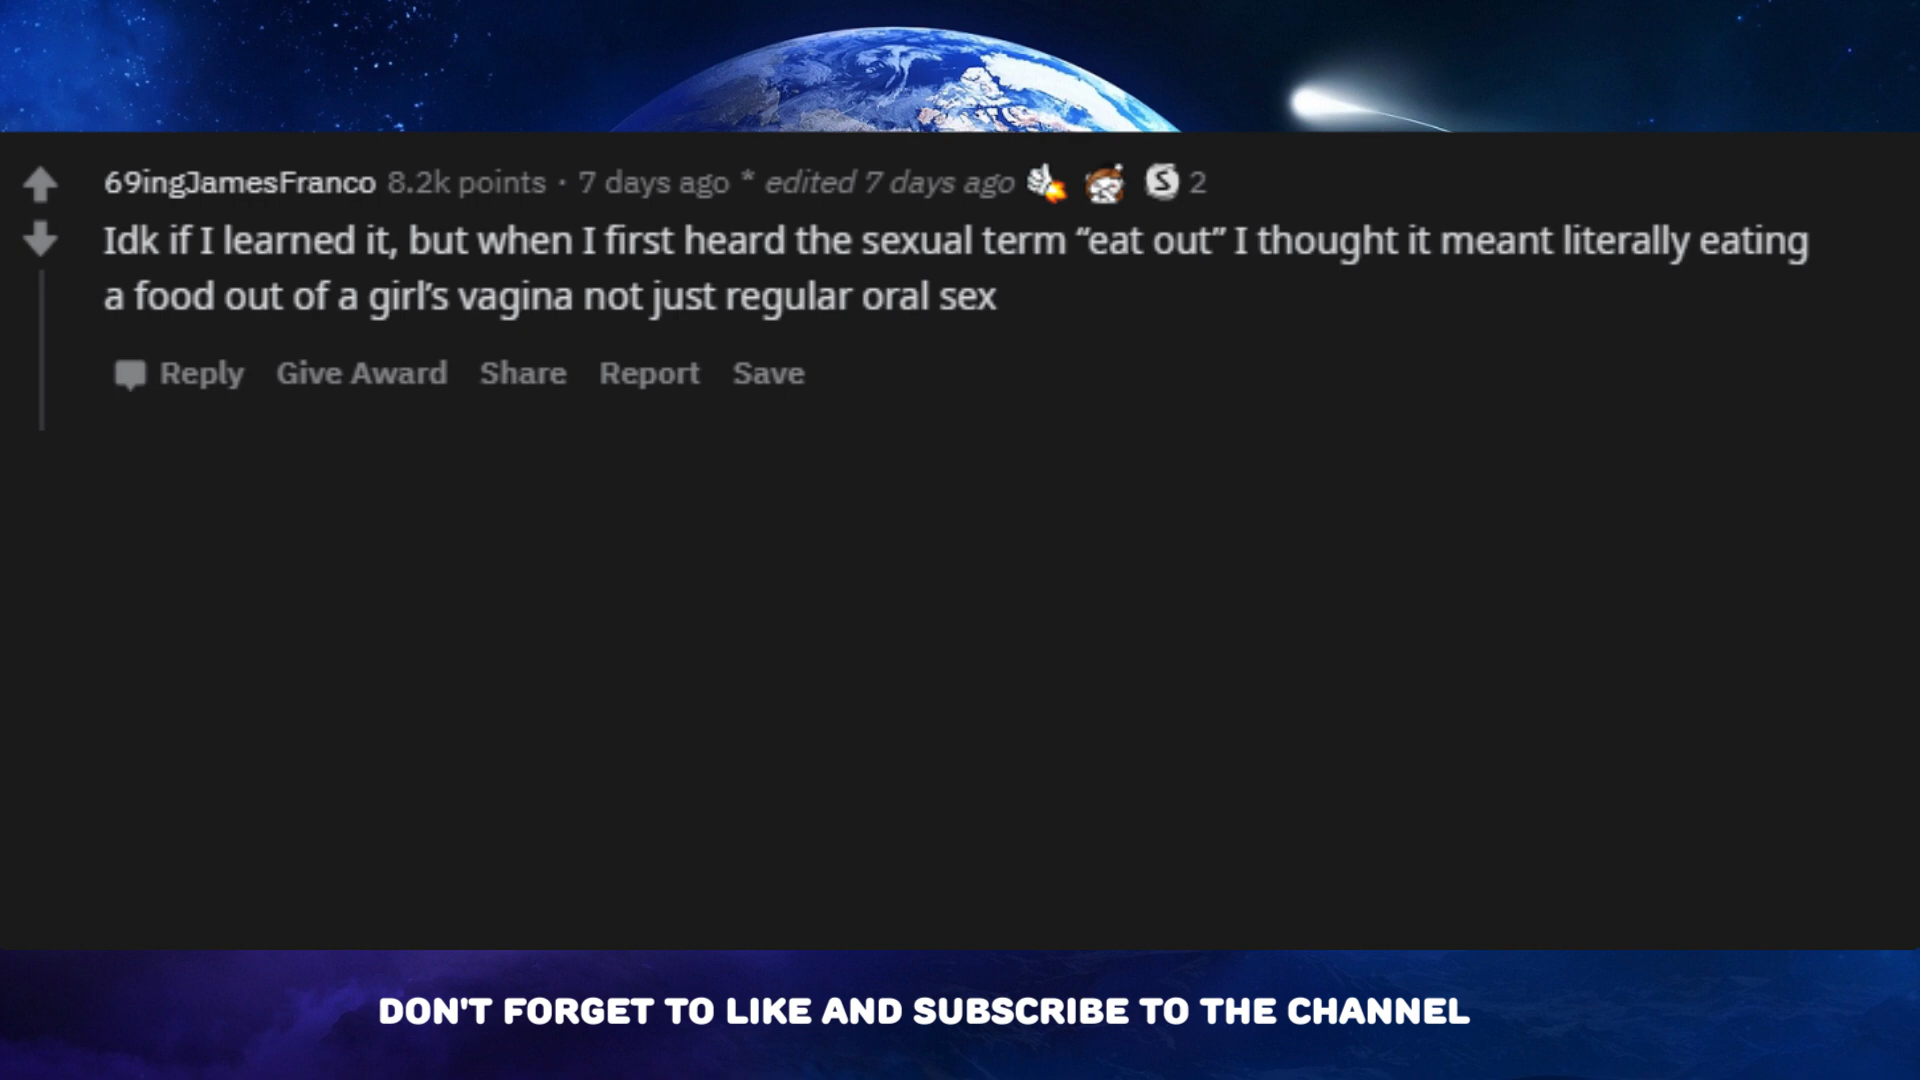 69ingJamesFranco 8.2k points · 7 days ago * edited 7 days ago 2
Idk if I learned it, but when I first heard the sexual term “eat out” I thought it meant literally eating
a food out of a girl’s vagina not just regular oral sex
Reply Give Award Share Report Save
DON'T FORGET TO LIKE AND SUBSCRIBE TO THE CHANNEL